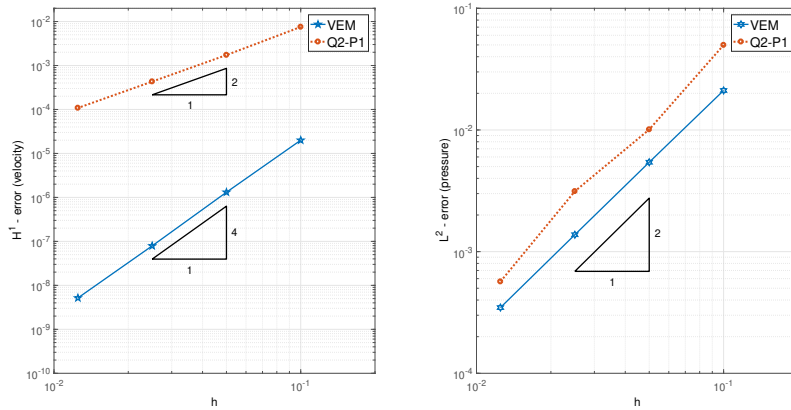 VEM
Q2-P1
10^-2
10^-3
10^-4
10^-5
10^-6
10^-7
10^-8
10^-9
10^-10
H^1 - error (velocity)
2
1
4
1
10^-2
10^-1
h
VEM
Q2-P1
10^-1
10^-2
10^-3
10^-4
L^2 - error (pressure)
2
1
10^-2
10^-1
h